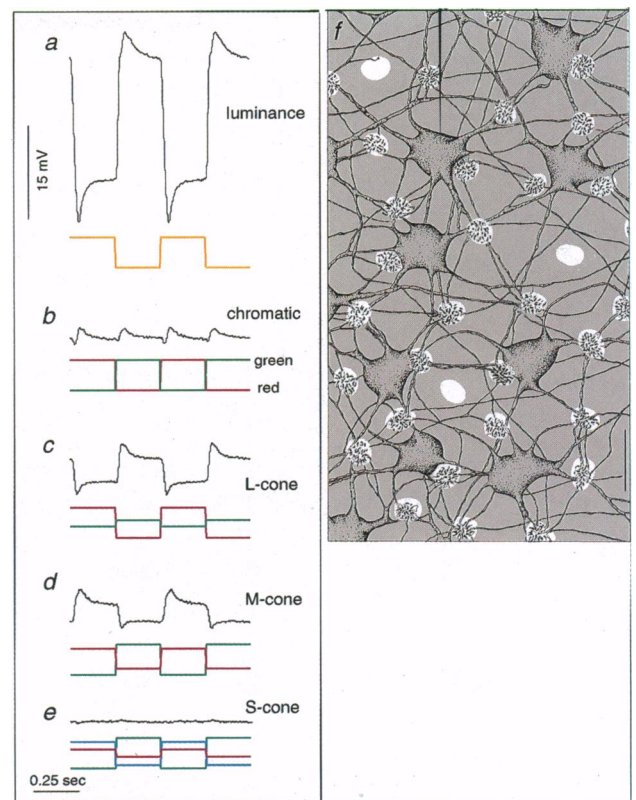 a
luminance
15 mV
b
chromatic
green
red
c
L-cone
d
M-cone
e
S-cone
0.25 sec
f